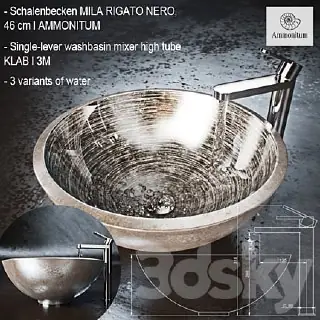 - Schalenbecken MILA RIGATO NERO.
46 cm I AMMONITUM
Ammonitum
- Single-lever washbasin mixer high tube
KLAB I 3M
- 3 variants of water
3dsky